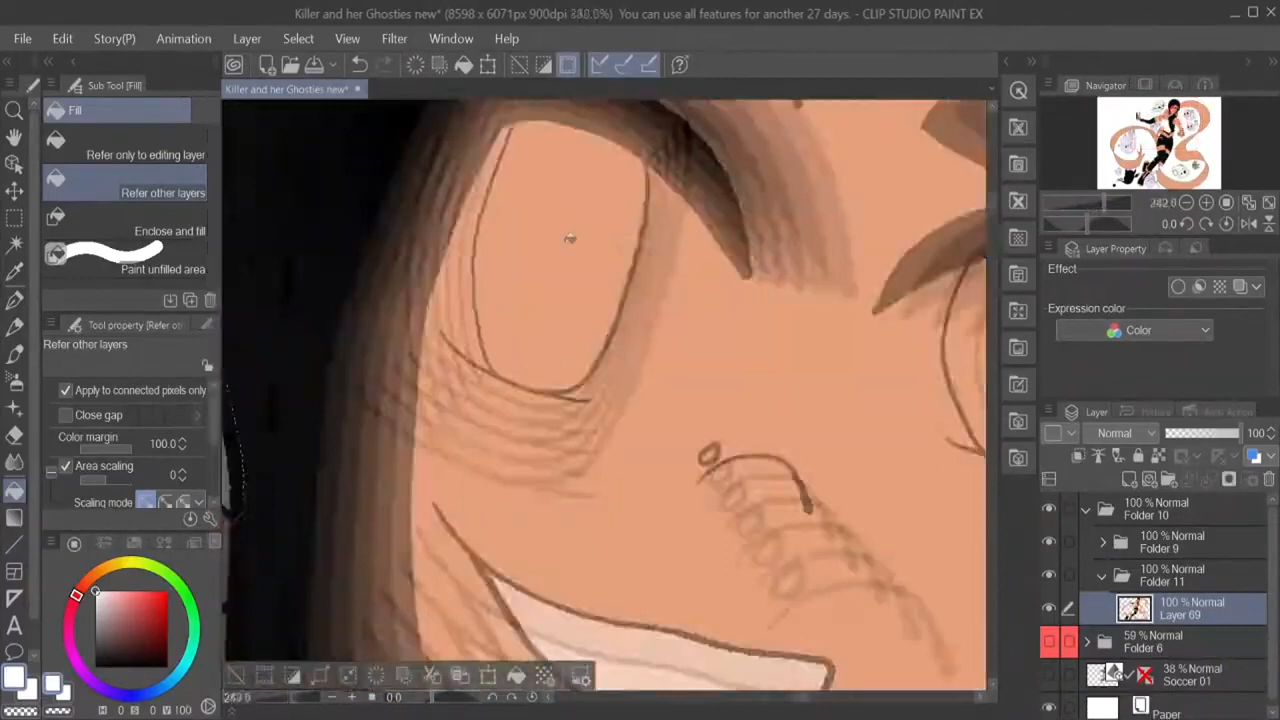 Killer and her Ghosties new* (8598 x 6071px 900dpi 242.0%) You can use all features for another 27 days. - CLIP STUDIO PAINT EX
File Edit Story(P) Animation Layer Select View Filter Window Help
Sub Tool [Fill]
Killer and her Ghosties new*
Navigator
Fill
Refer only to editing layer
Refer other layers
Enclose and fill
Paint unfilled area
242.0
0.0
Layer Property
Effect
Expression color
Color
Tool property [Refer ot
Refer other layers
Apply to connected pixels only
Close gap
Color margin 100.0
Area scaling 0
Scaling mode
Layer
Normal 100
100 % Normal
Folder 10
100 % Normal
Folder 9
100 % Normal
Folder 11
100 % Normal
Layer 69
59 % Normal
Folder 6
38 % Normal
Soccer 01
Paper
0.0
H 0 S 0 V 100